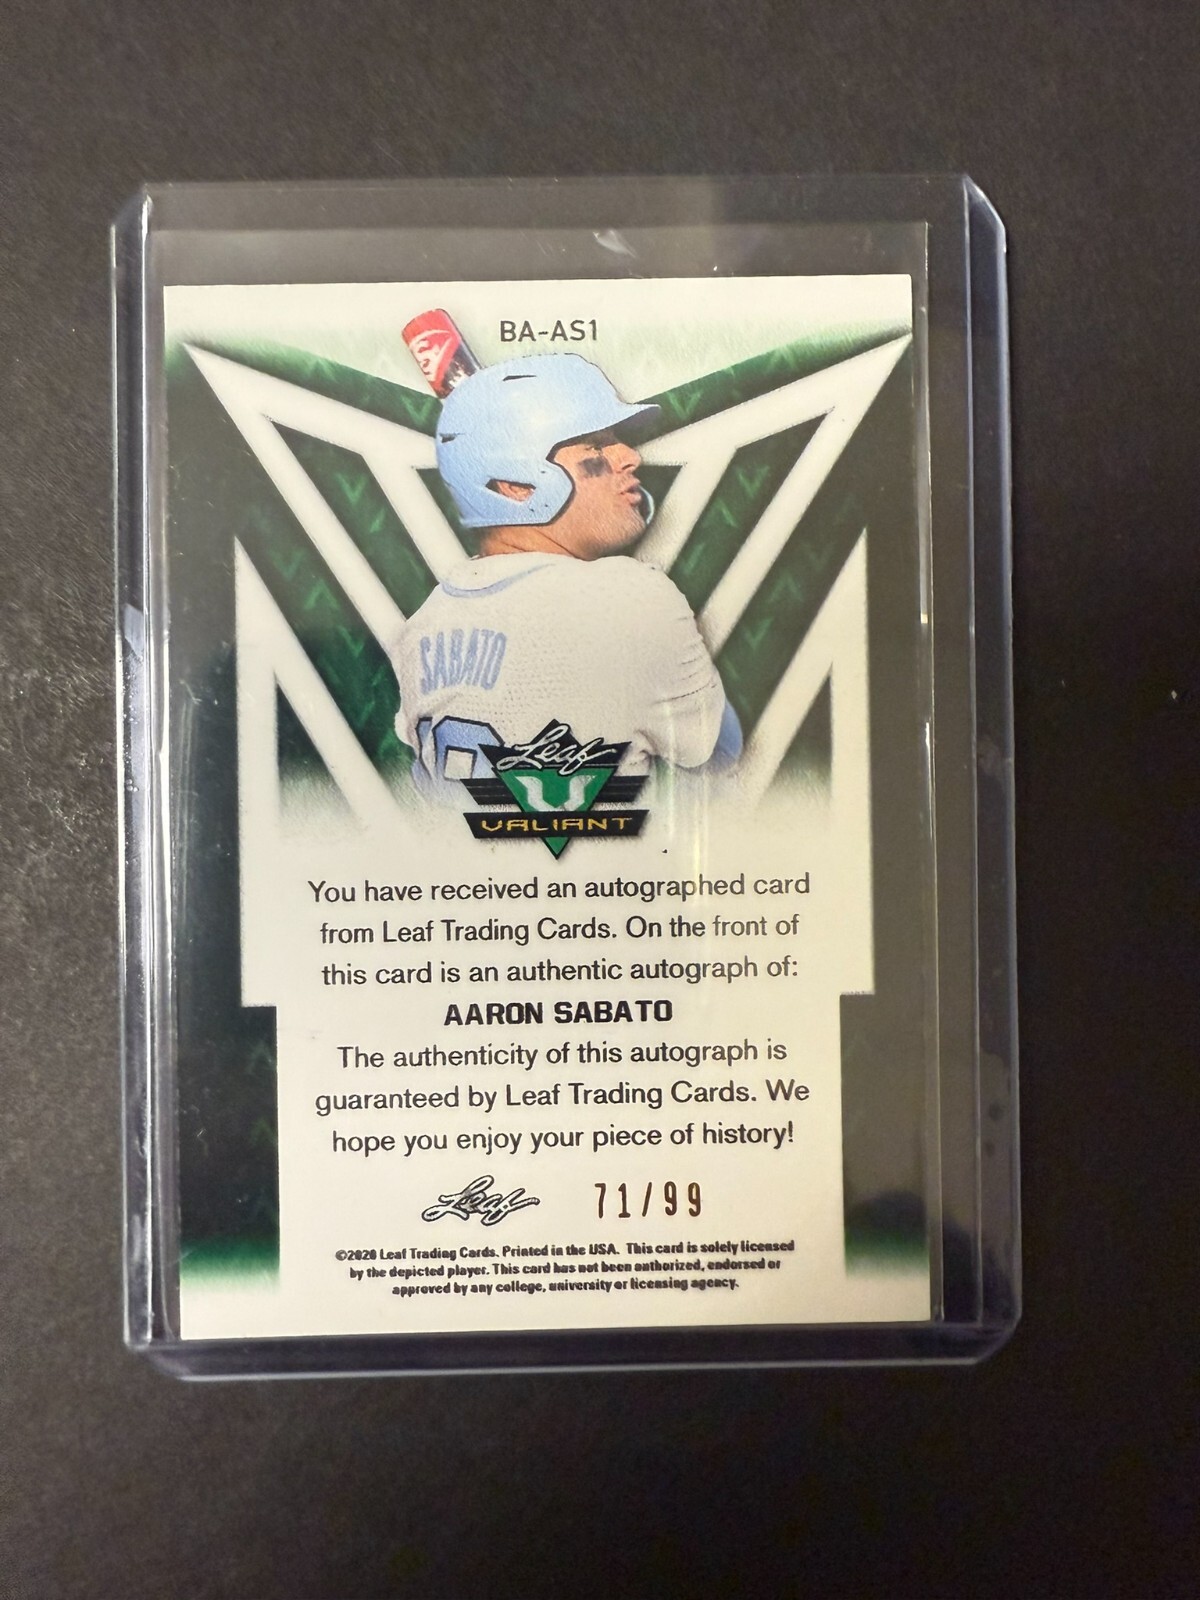 BA-AS1
SABATO
Leaf
VALIANT
You have received an autographed card
from Leaf Trading Cards. On the front of
this card is an authentic autograph of:
AARON SABATO
The authenticity of this autograph is
guaranteed by Leaf Trading Cards. We
hope you enjoy your piece of history!
Leaf 71/99
©2020 Leaf Trading Cards. Printed in the USA. This card is solely licensed
by the depicted player. This card has not been authorized, endorsed or
approved by any college, university or licensing agency.